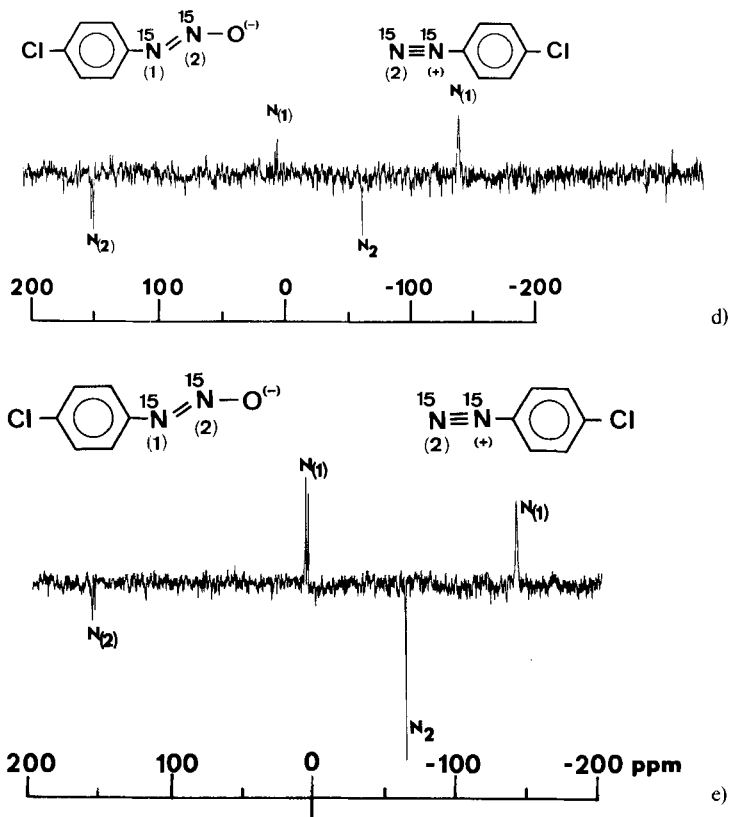 15
15 N – O(–)
Cl N =
(1) (2)
15 15
N ≡ N Cl
(2) (+)
N(1)
N(1)
N(2)
N2
200 100 0 -100 -200
d)
15
15 N – O(–)
Cl N =
(1) (2)
15 15
N ≡ N Cl
(2) (+)
N(1)
N(1)
N(2)
N2
200 100 0 -100 -200 ppm
e)